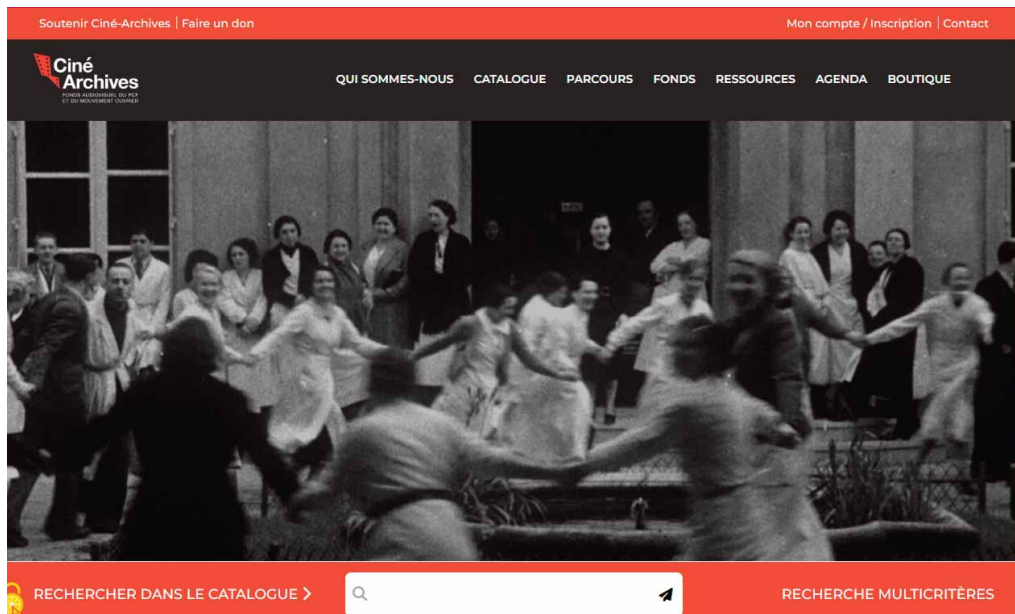 Soutenir Ciné-Archives | Faire un don
Mon compte / Inscription | Contact
Ciné
Archives
FONDS AUDIOVISUEL DU PCF
ET DU MOUVEMENT OUVRIER
QUI SOMMES-NOUS CATALOGUE PARCOURS FONDS RESSOURCES AGENDA BOUTIQUE
RECHERCHER DANS LE CATALOGUE >
RECHERCHE MULTICRITÈRES